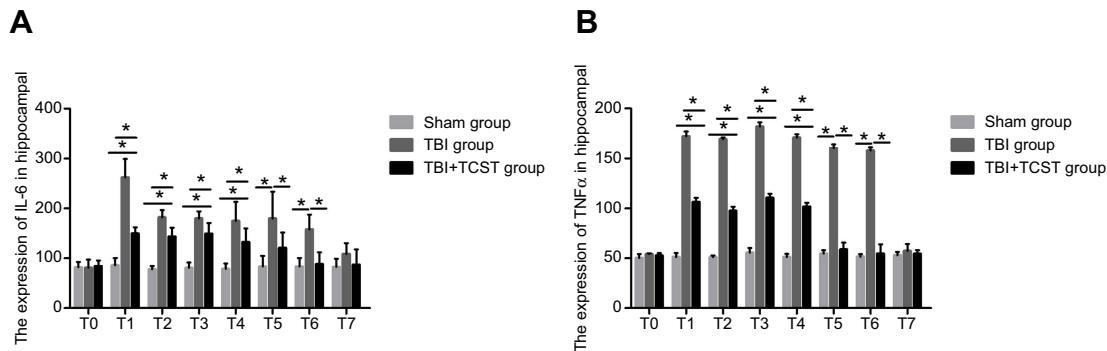 A
The expression of IL-6 in hippocampal
400
300
200
100
0
* * * * * * * * * * * *
T0 T1 T2 T3 T4 T5 T6 T7
Sham group
TBI group
TBI+TCST group
B
The expression of TNFα in hippocampal
200
150
100
50
0
* * * * * * * * * * * *
T0 T1 T2 T3 T4 T5 T6 T7
Sham group
TBI group
TBI+TCST group